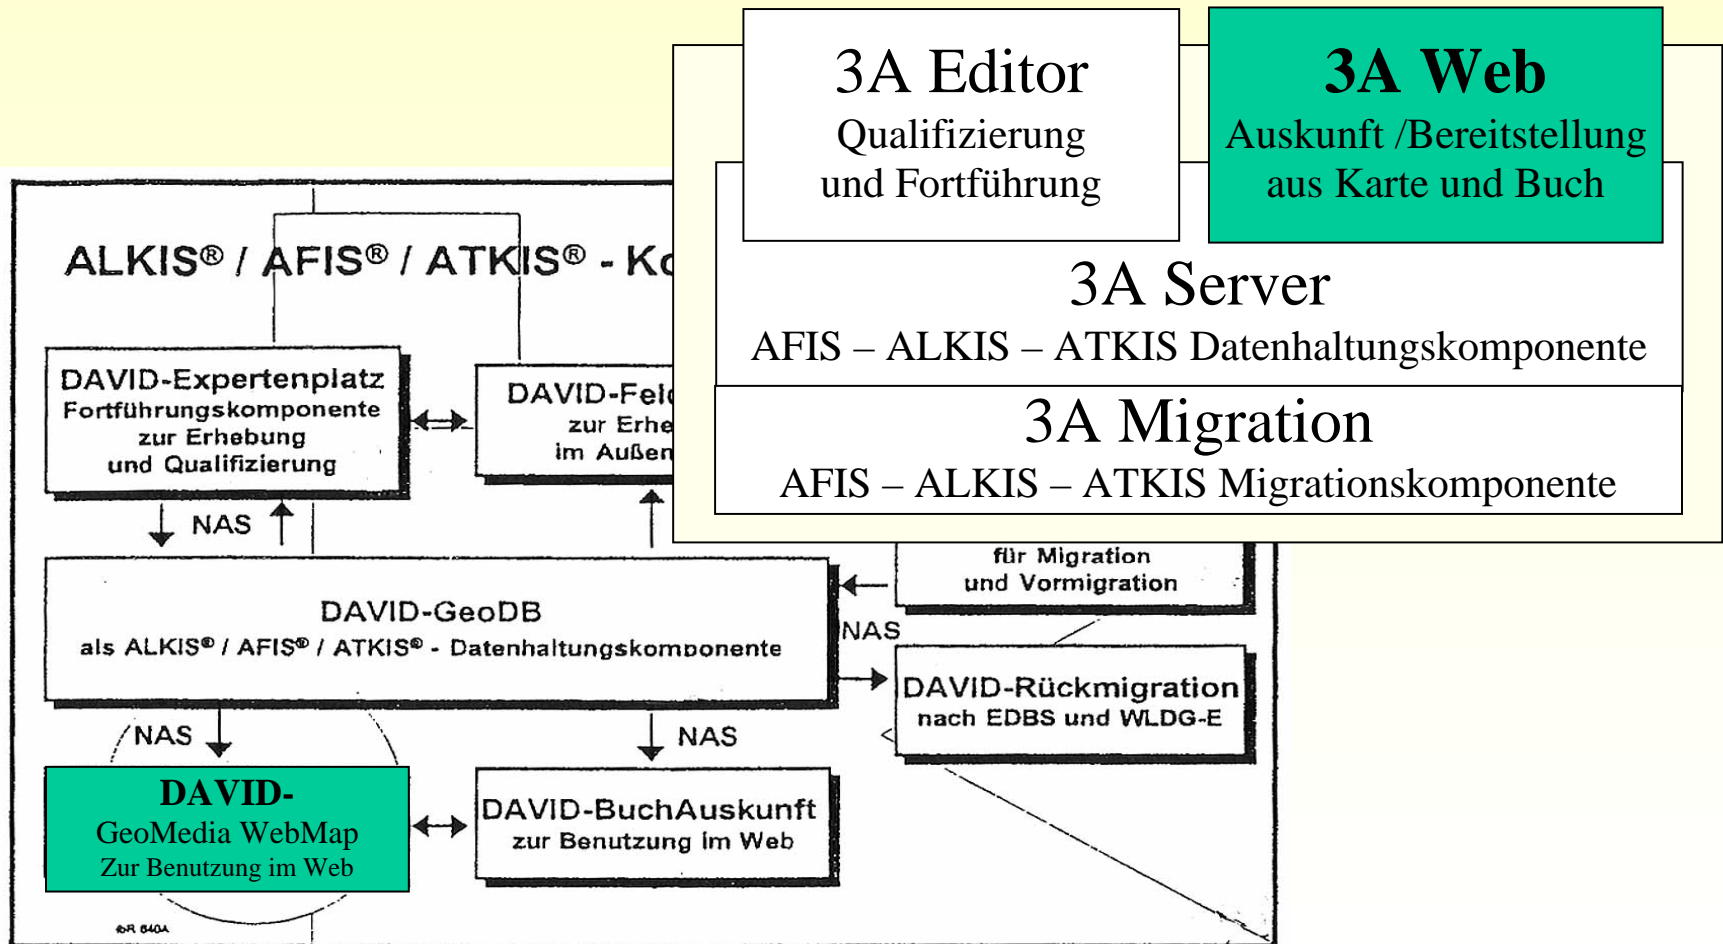 3A Editor
Qualifizierung
und Fortführung
3A Web
Auskunft /Bereitstellung
aus Karte und Buch
3A Server
AFIS – ALKIS – ATKIS Datenhaltungskomponente
3A Migration
AFIS – ALKIS – ATKIS Migrationskomponente
ALKIS® / AFIS® / ATKIS® - Ko
DAVID-Expertenplatz
Fortführungskomponente
zur Erhebung
und Qualifizierung
DAVID-Feld
zur Erhe
im Außen
NAS
für Migration
und Vormigration
DAVID-GeoDB
als ALKIS® / AFIS® / ATKIS® - Datenhaltungskomponente
NAS
DAVID-Rückmigration
nach EDBS und WLDG-E
NAS
NAS
DAVID-
GeoMedia WebMap
Zur Benutzung im Web
DAVID-BuchAuskunft
zur Benutzung im Web